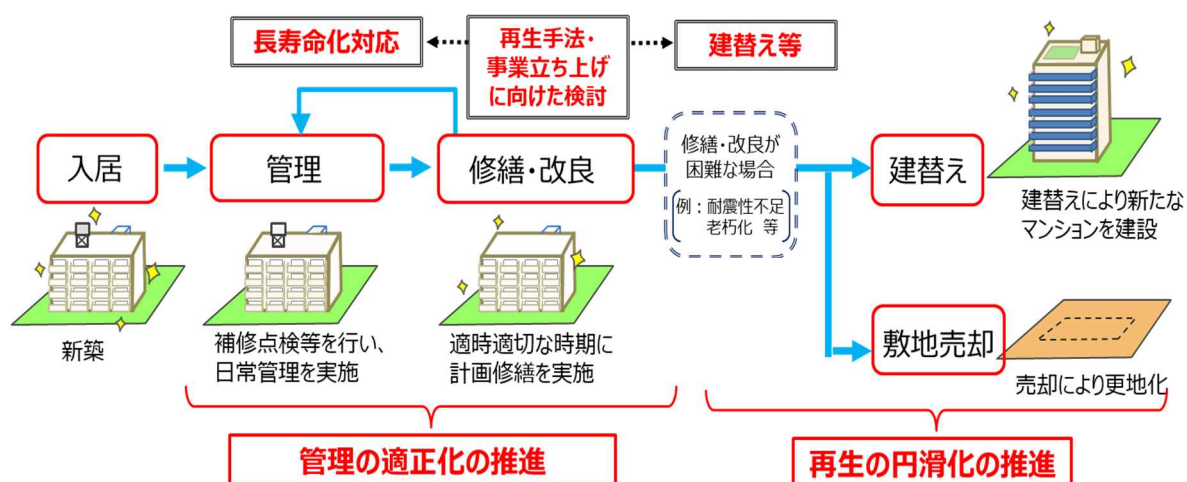 長寿命化対応
再生手法・
事業立ち上げ
に向けた検討
建替え等
入居
管理
修繕・改良
修繕・改良が
困難な場合
例：耐震性不足
老朽化 等
建替え
建替えにより新たな
マンションを建設
新築
補修点検等を行い、
日常管理を実施
適時適切な時期に
計画修繕を実施
敷地売却
売却により更地化
管理の適正化の推進
再生の円滑化の推進